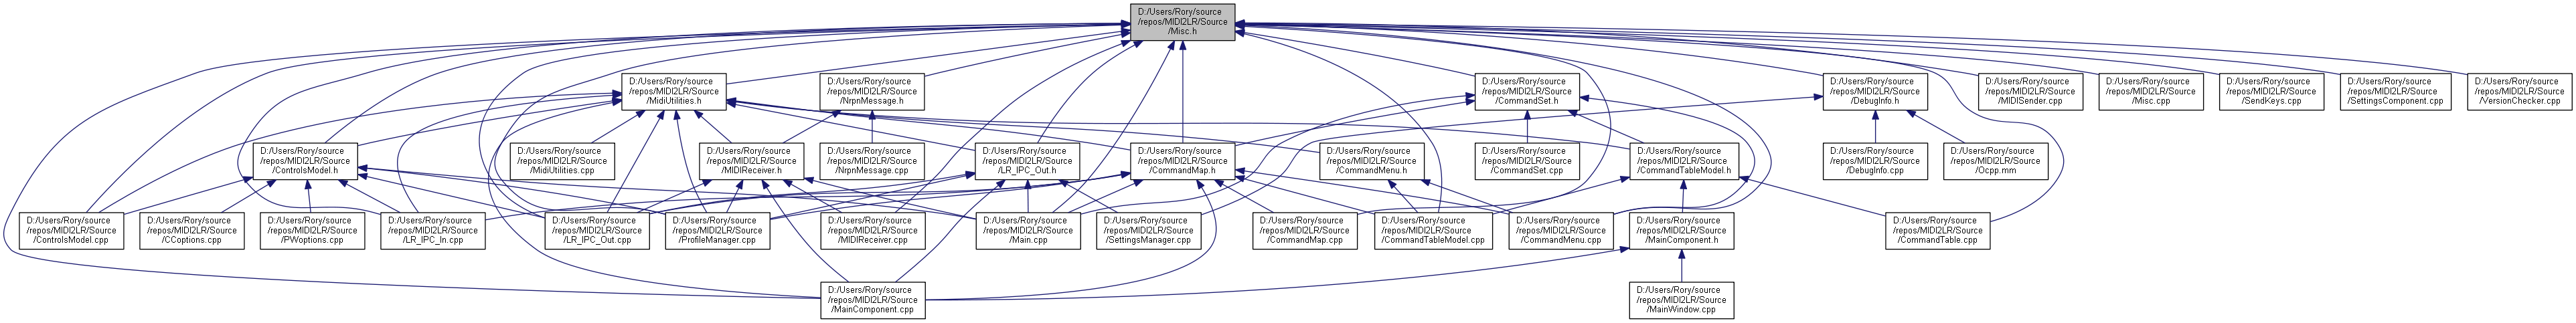 D:/Users/Rory/source
/repos/MIDI2LR/Source
/Misc.h
D:/Users/Rory/source
/repos/MIDI2LR/Source
/MidiUtilities.h
D:/Users/Rory/source
/repos/MIDI2LR/Source
/NrpnMessage.h
D:/Users/Rory/source
/repos/MIDI2LR/Source
/CommandSet.h
D:/Users/Rory/source
/repos/MIDI2LR/Source
/DebugInfo.h
D:/Users/Rory/source
/repos/MIDI2LR/Source
/MIDISender.cpp
D:/Users/Rory/source
/repos/MIDI2LR/Source
/Misc.cpp
D:/Users/Rory/source
/repos/MIDI2LR/Source
/SendKeys.cpp
D:/Users/Rory/source
/repos/MIDI2LR/Source
/SettingsComponent.cpp
D:/Users/Rory/source
/repos/MIDI2LR/Source
/VersionChecker.cpp
D:/Users/Rory/source
/repos/MIDI2LR/Source
/ControlsModel.h
D:/Users/Rory/source
/repos/MIDI2LR/Source
/MidiUtilities.cpp
D:/Users/Rory/source
/repos/MIDI2LR/Source
/MIDIReceiver.h
D:/Users/Rory/source
/repos/MIDI2LR/Source
/NrpnMessage.cpp
D:/Users/Rory/source
/repos/MIDI2LR/Source
/LR_IPC_Out.h
D:/Users/Rory/source
/repos/MIDI2LR/Source
/CommandMap.h
D:/Users/Rory/source
/repos/MIDI2LR/Source
/CommandMenu.h
D:/Users/Rory/source
/repos/MIDI2LR/Source
/CommandSet.cpp
D:/Users/Rory/source
/repos/MIDI2LR/Source
/CommandTableModel.h
D:/Users/Rory/source
/repos/MIDI2LR/Source
/DebugInfo.cpp
D:/Users/Rory/source
/repos/MIDI2LR/Source
/Ocpp.mm
D:/Users/Rory/source
/repos/MIDI2LR/Source
/ControlsModel.cpp
D:/Users/Rory/source
/repos/MIDI2LR/Source
/CCoptions.cpp
D:/Users/Rory/source
/repos/MIDI2LR/Source
/PWoptions.cpp
D:/Users/Rory/source
/repos/MIDI2LR/Source
/LR_IPC_In.cpp
D:/Users/Rory/source
/repos/MIDI2LR/Source
/LR_IPC_Out.cpp
D:/Users/Rory/source
/repos/MIDI2LR/Source
/ProfileManager.cpp
D:/Users/Rory/source
/repos/MIDI2LR/Source
/MIDIReceiver.cpp
D:/Users/Rory/source
/repos/MIDI2LR/Source
/Main.cpp
D:/Users/Rory/source
/repos/MIDI2LR/Source
/SettingsManager.cpp
D:/Users/Rory/source
/repos/MIDI2LR/Source
/CommandMap.cpp
D:/Users/Rory/source
/repos/MIDI2LR/Source
/CommandTableModel.cpp
D:/Users/Rory/source
/repos/MIDI2LR/Source
/CommandMenu.cpp
D:/Users/Rory/source
/repos/MIDI2LR/Source
/MainComponent.h
D:/Users/Rory/source
/repos/MIDI2LR/Source
/CommandTable.cpp
D:/Users/Rory/source
/repos/MIDI2LR/Source
/MainComponent.cpp
D:/Users/Rory/source
/repos/MIDI2LR/Source
/MainWindow.cpp